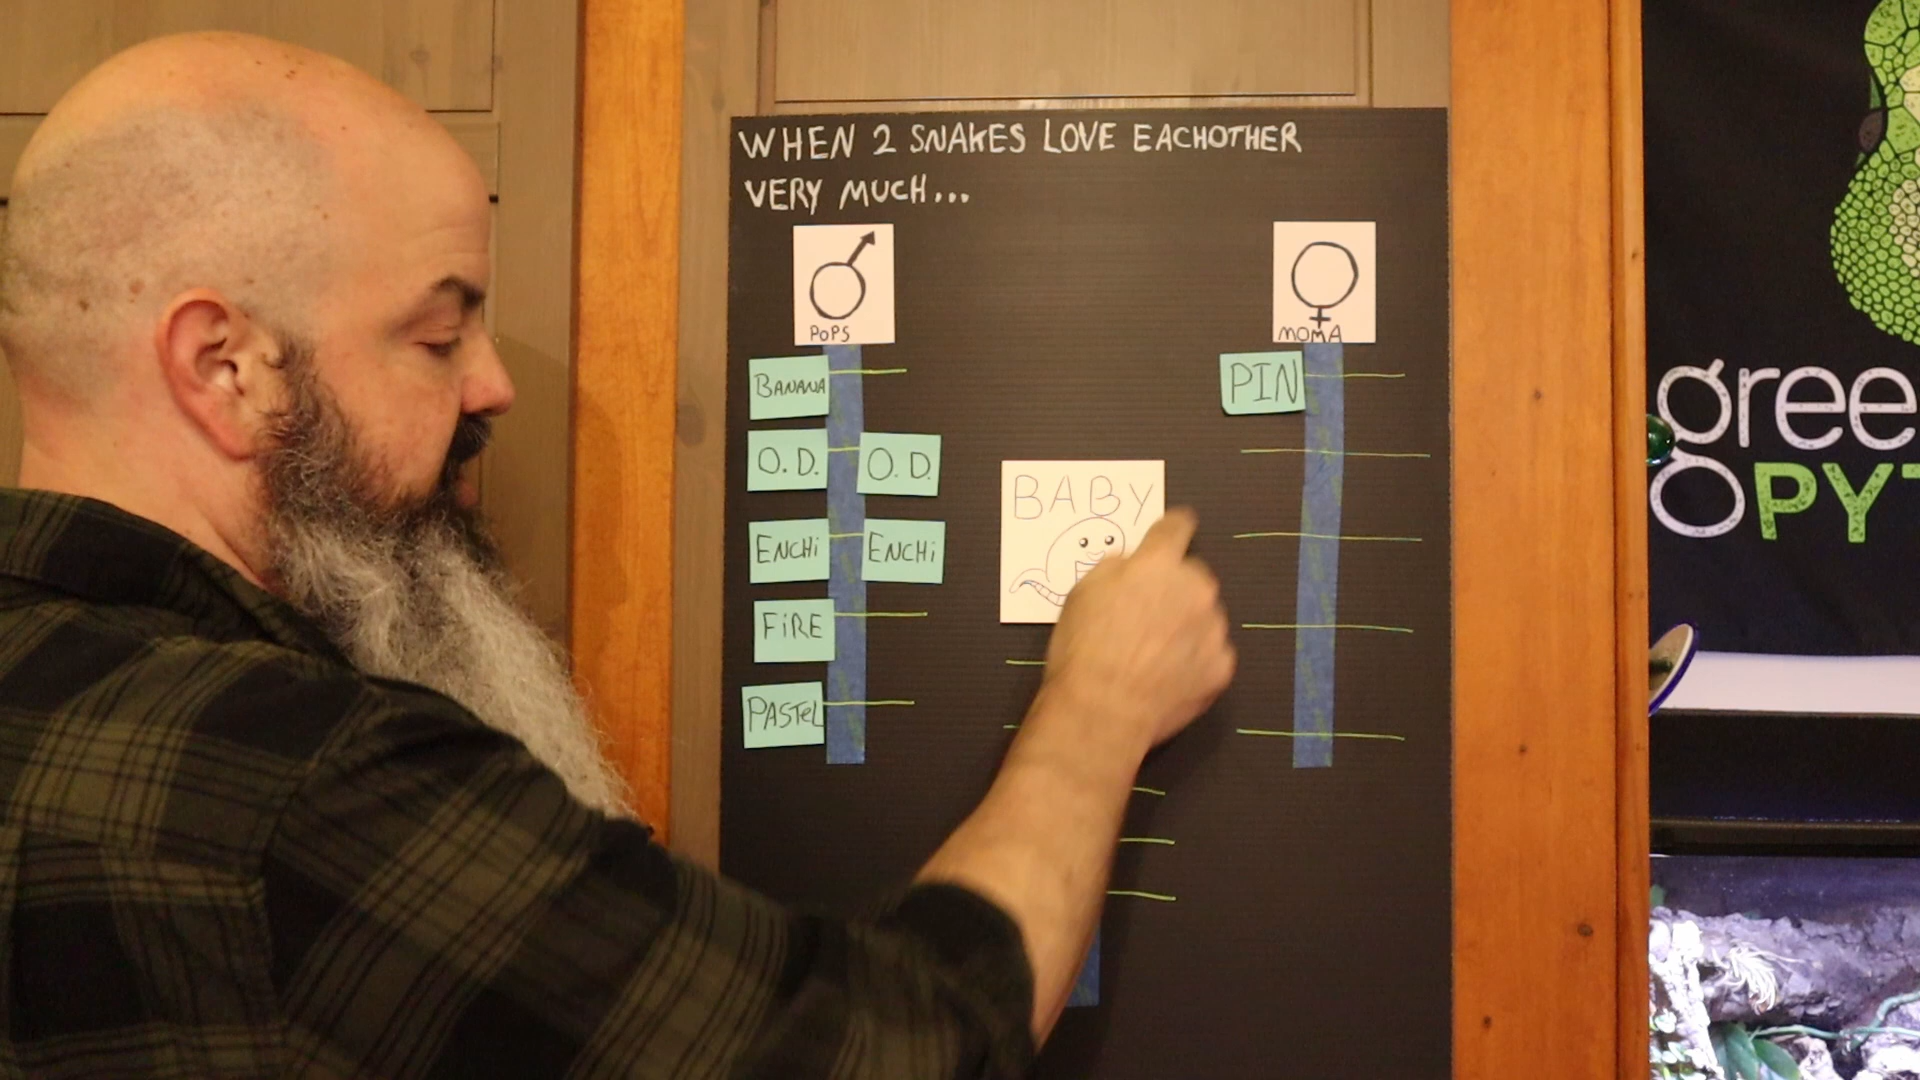 WHEN 2 SNAKES LOVE EACHOTHER
VERY MUCH...
POPS
MOMA
BANANA
PIN
O.D. O.D.
ENCHi ENCHi
FiRE
PASTeL
BABY
gree
PYT